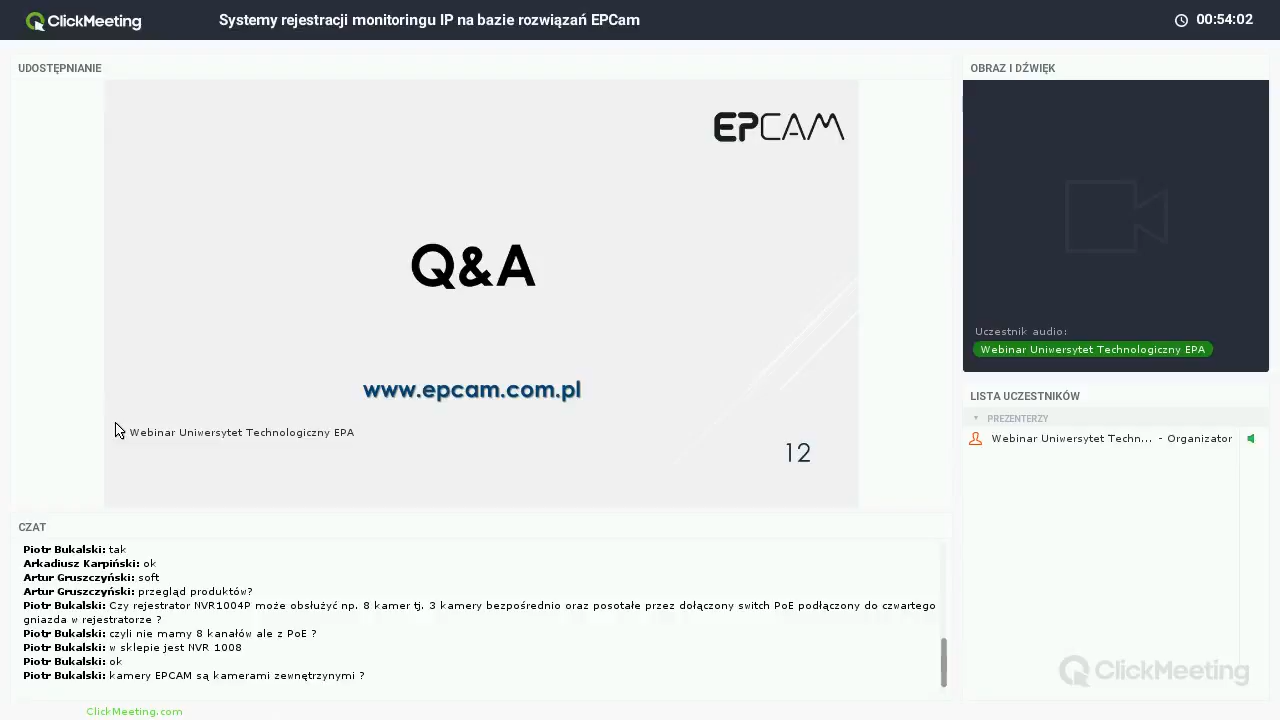 ClickMeeting
Systemy rejestracji monitoringu IP na bazie rozwiązań EPCam
00:54:02
UDOSTĘPNIANIE
EPCAM
Q&A
www.epcam.com.pl
Webinar Uniwersytet Technologiczny EPA
12
OBRAZ I DŹWIĘK
Uczestnik audio:
Webinar Uniwersytet Technologiczny EPA
LISTA UCZESTNIKÓW
PREZENTERZY
Webinar Uniwersytet Techn... - Organizator
CZAT
Piotr Bukalski: tak
Arkadiusz Karpiński: ok
Artur Gruszczyński: soft
Artur Gruszczyński: przegląd produktów?
Piotr Bukalski: Czy rejestrator NVR1004P może obsłużyć np. 8 kamer tj. 3 kamery bezpośrednio oraz posotałe przez dołączony switch PoE podłączony do czwartego
gniazda w rejestratorze ?
Piotr Bukalski: czyli nie mamy 8 kanałów ale z PoE ?
Piotr Bukalski: w sklepie jest NVR 1008
Piotr Bukalski: ok
Piotr Bukalski: kamery EPCAM są kamerami zewnętrzynymi ?
ClickMeeting
ClickMeeting.com